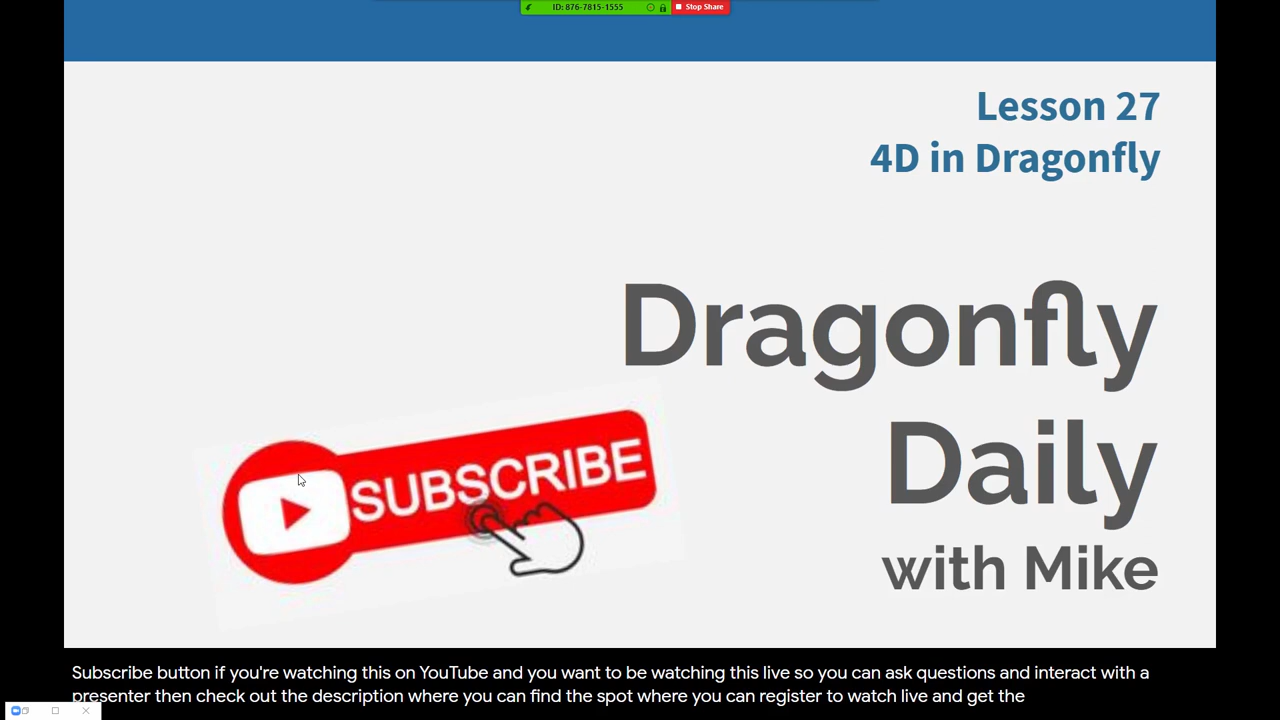 ID: 876-7815-1555 Stop Share
Lesson 27
4D in Dragonfly
Dragonfly
Daily
with Mike
SUBSCRIBE
Subscribe button if you're watching this on YouTube and you want to be watching this live so you can ask questions and interact with a
presenter then check out the description where you can find the spot where you can register to watch live and get the